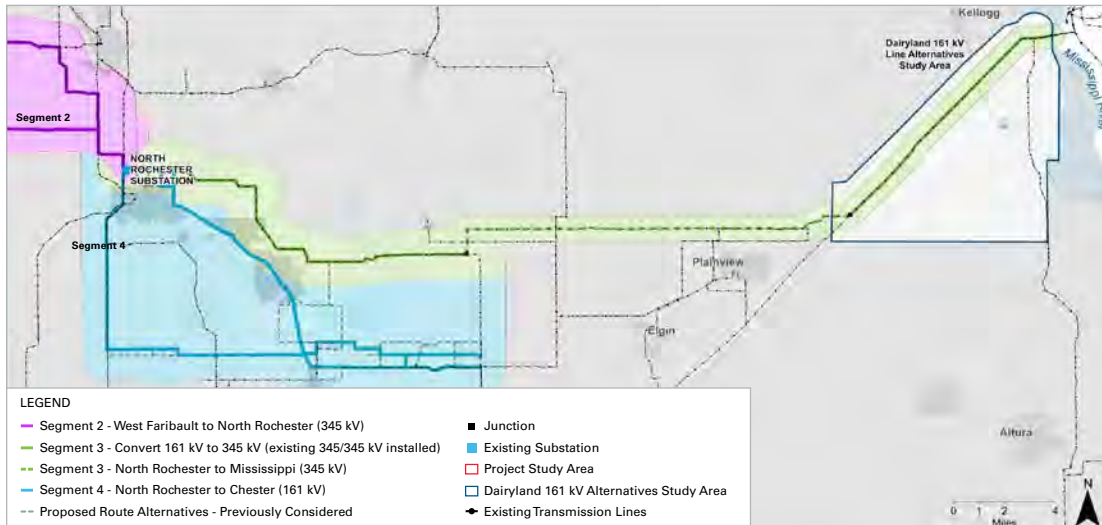 Kellogg
Dairyland 161 kV
Line Alternatives
Study Area
Mississippi River
Segment 2
NORTH
ROCHESTER
SUBSTATION
Segment 4
Plainview
Elgin
Altura
LEGEND
Segment 2 - West Faribault to North Rochester (345 kV)
Segment 3 - Convert 161 kV to 345 kV (existing 345/345 kV installed)
Segment 3 - North Rochester to Mississippi (345 kV)
Segment 4 - North Rochester to Chester (161 kV)
Proposed Route Alternatives - Previously Considered
Junction
Existing Substation
Project Study Area
Dairyland 161 kV Alternatives Study Area
Existing Transmission Lines
0 1 2 4
Miles
N